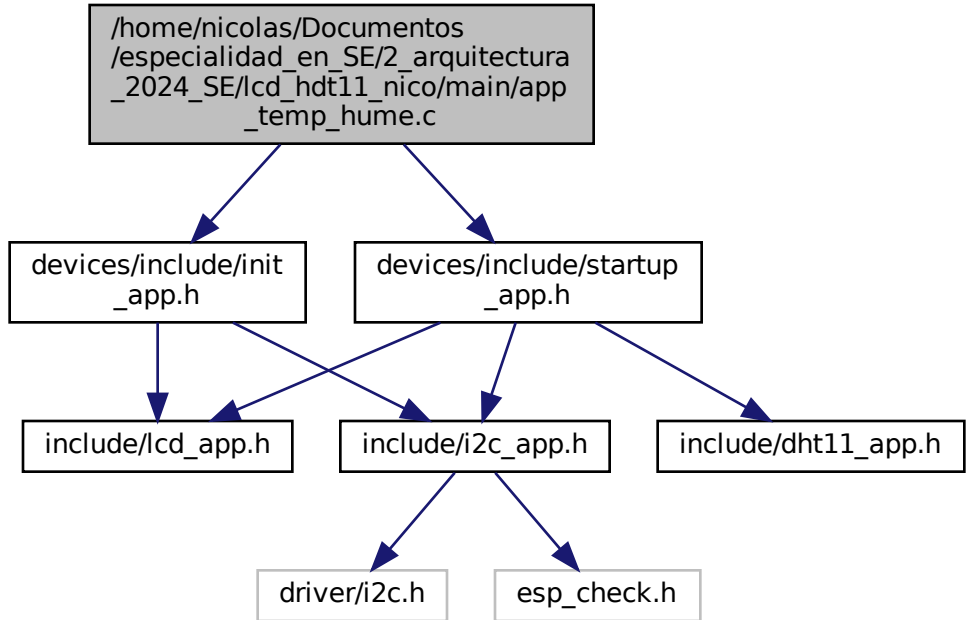 /home/nicolas/Documentos
/especialidad_en_SE/2_arquitectura
_2024_SE/lcd_hdt11_nico/main/app
_temp_hume.c
devices/include/init
_app.h
devices/include/startup
_app.h
include/lcd_app.h
include/i2c_app.h
include/dht11_app.h
driver/i2c.h
esp_check.h